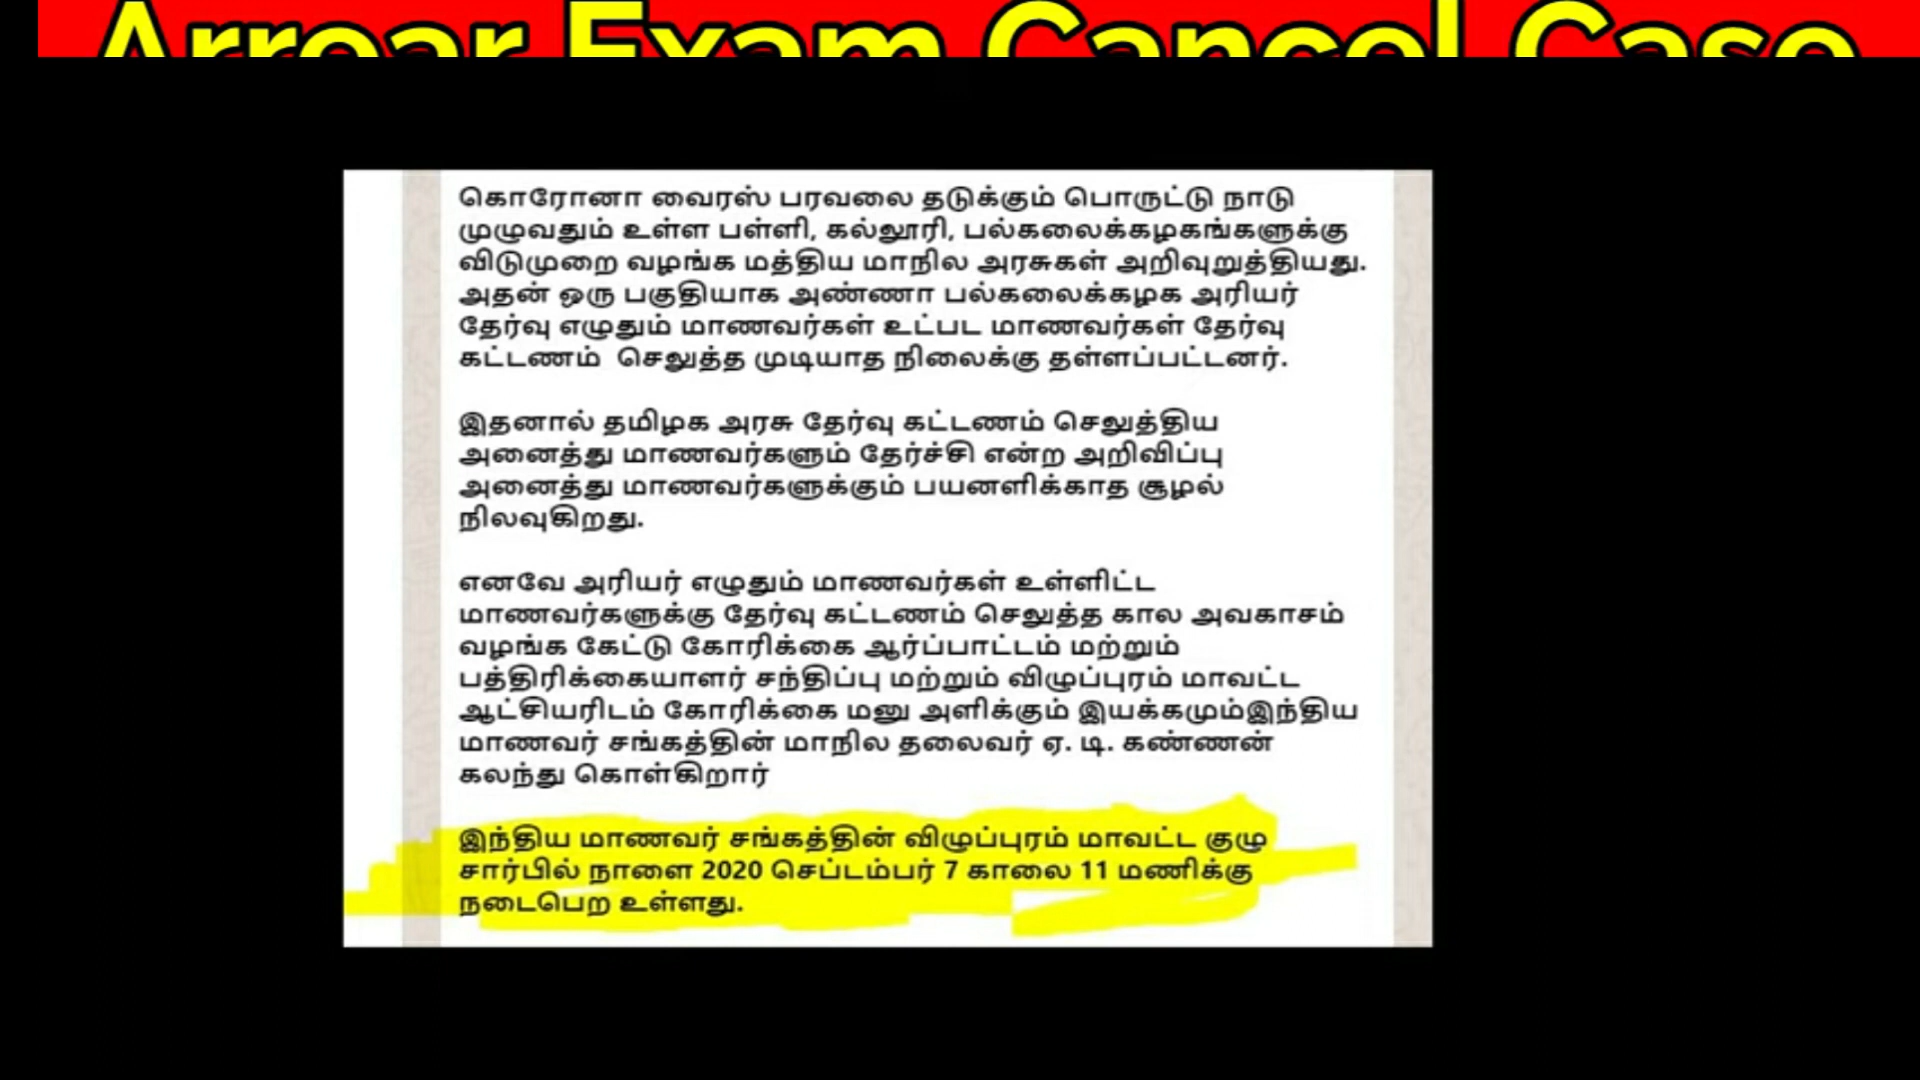 Arrear Exam Cancel Case
கொரோனா வைரஸ் பரவலை தடுக்கும் பொருட்டு நாடு
முழுவதும் உள்ள பள்ளி, கல்லூரி, பல்கலைக்கழகங்களுக்கு
விடுமுறை வழங்க மத்திய மாநில அரசுகள் அறிவுறுத்தியது.
அதன் ஒரு பகுதியாக அண்ணா பல்கலைக்கழக அரியர்
தேர்வு எழுதும் மாணவர்கள் உட்பட மாணவர்கள் தேர்வு
கட்டணம் செலுத்த முடியாத நிலைக்கு தள்ளப்பட்டனர்.
இதனால் தமிழக அரசு தேர்வு கட்டணம் செலுத்திய
அனைத்து மாணவர்களும் தேர்ச்சி என்ற அறிவிப்பு
அனைத்து மாணவர்களுக்கும் பயனளிக்காத சூழல்
நிலவுகிறது.
எனவே அரியர் எழுதும் மாணவர்கள் உள்ளிட்ட
மாணவர்களுக்கு தேர்வு கட்டணம் செலுத்த கால அவகாசம்
வழங்க கேட்டு கோரிக்கை ஆர்ப்பாட்டம் மற்றும்
பத்திரிக்கையாளர் சந்திப்பு மற்றும் விழுப்புரம் மாவட்ட
ஆட்சியரிடம் கோரிக்கை மனு அளிக்கும் இயக்கமும்இந்திய
மாணவர் சங்கத்தின் மாநில தலைவர் ஏ. டி. கண்ணன்
கலந்து கொள்கிறார்
இந்திய மாணவர் சங்கத்தின் விழுப்புரம் மாவட்ட குழு
சார்பில் நாளை 2020 செப்டம்பர் 7 காலை 11 மணிக்கு
நடைபெற உள்ளது.